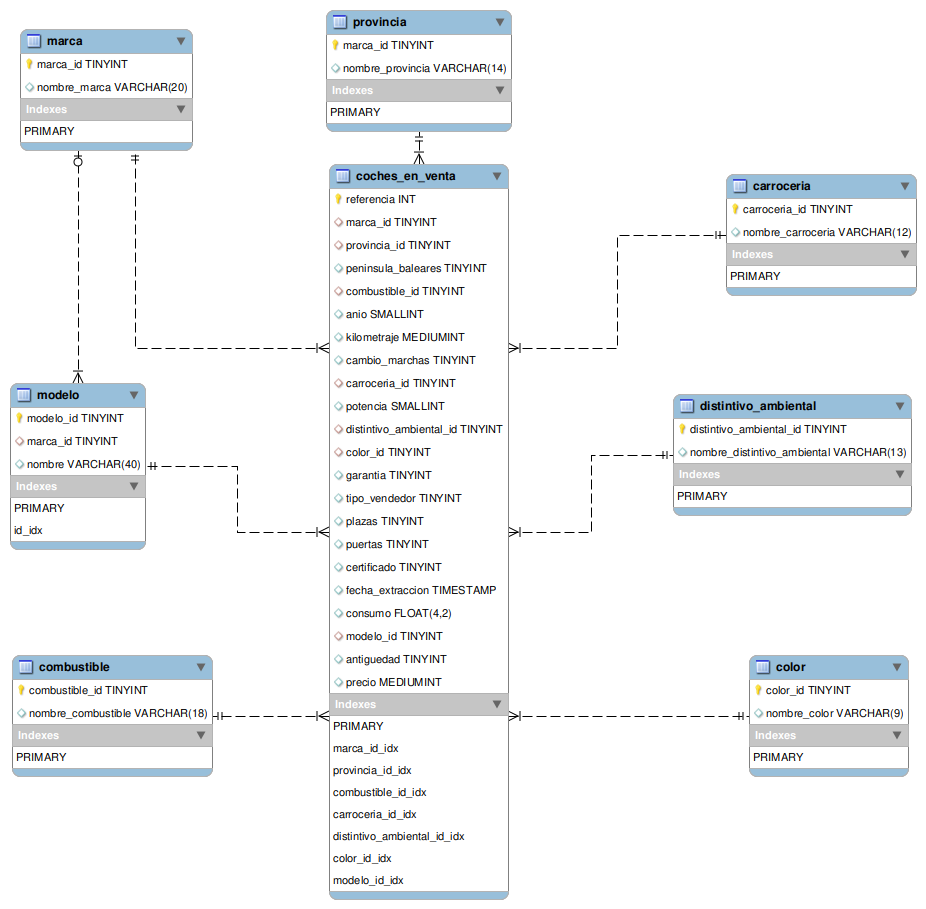 marca
marca_id TINYINT
nombre_marca VARCHAR(20)
Indexes
PRIMARY
provincia
marca_id TINYINT
nombre_provincia VARCHAR(14)
Indexes
PRIMARY
coches_en_venta
referencia INT
marca_id TINYINT
provincia_id TINYINT
peninsula_baleares TINYINT
combustible_id TINYINT
anio SMALLINT
kilometraje MEDIUMINT
cambio_marchas TINYINT
carroceria_id TINYINT
potencia SMALLINT
distintivo_ambiental_id TINYINT
color_id TINYINT
garantia TINYINT
tipo_vendedor TINYINT
plazas TINYINT
puertas TINYINT
certificado TINYINT
fecha_extraccion TIMESTAMP
consumo FLOAT(4,2)
modelo_id TINYINT
antiguedad TINYINT
precio MEDIUMINT
Indexes
PRIMARY
marca_id_idx
provincia_id_idx
combustible_id_idx
carroceria_id_idx
distintivo_ambiental_id_idx
color_id_idx
modelo_id_idx
carroceria
carroceria_id TINYINT
nombre_carroceria VARCHAR(12)
Indexes
PRIMARY
modelo
modelo_id TINYINT
marca_id TINYINT
nombre VARCHAR(40)
Indexes
PRIMARY
id_idx
distintivo_ambiental
distintivo_ambiental_id TINYINT
nombre_distintivo_ambiental VARCHAR(13)
Indexes
PRIMARY
combustible
combustible_id TINYINT
nombre_combustible VARCHAR(18)
Indexes
PRIMARY
color
color_id TINYINT
nombre_color VARCHAR(9)
Indexes
PRIMARY